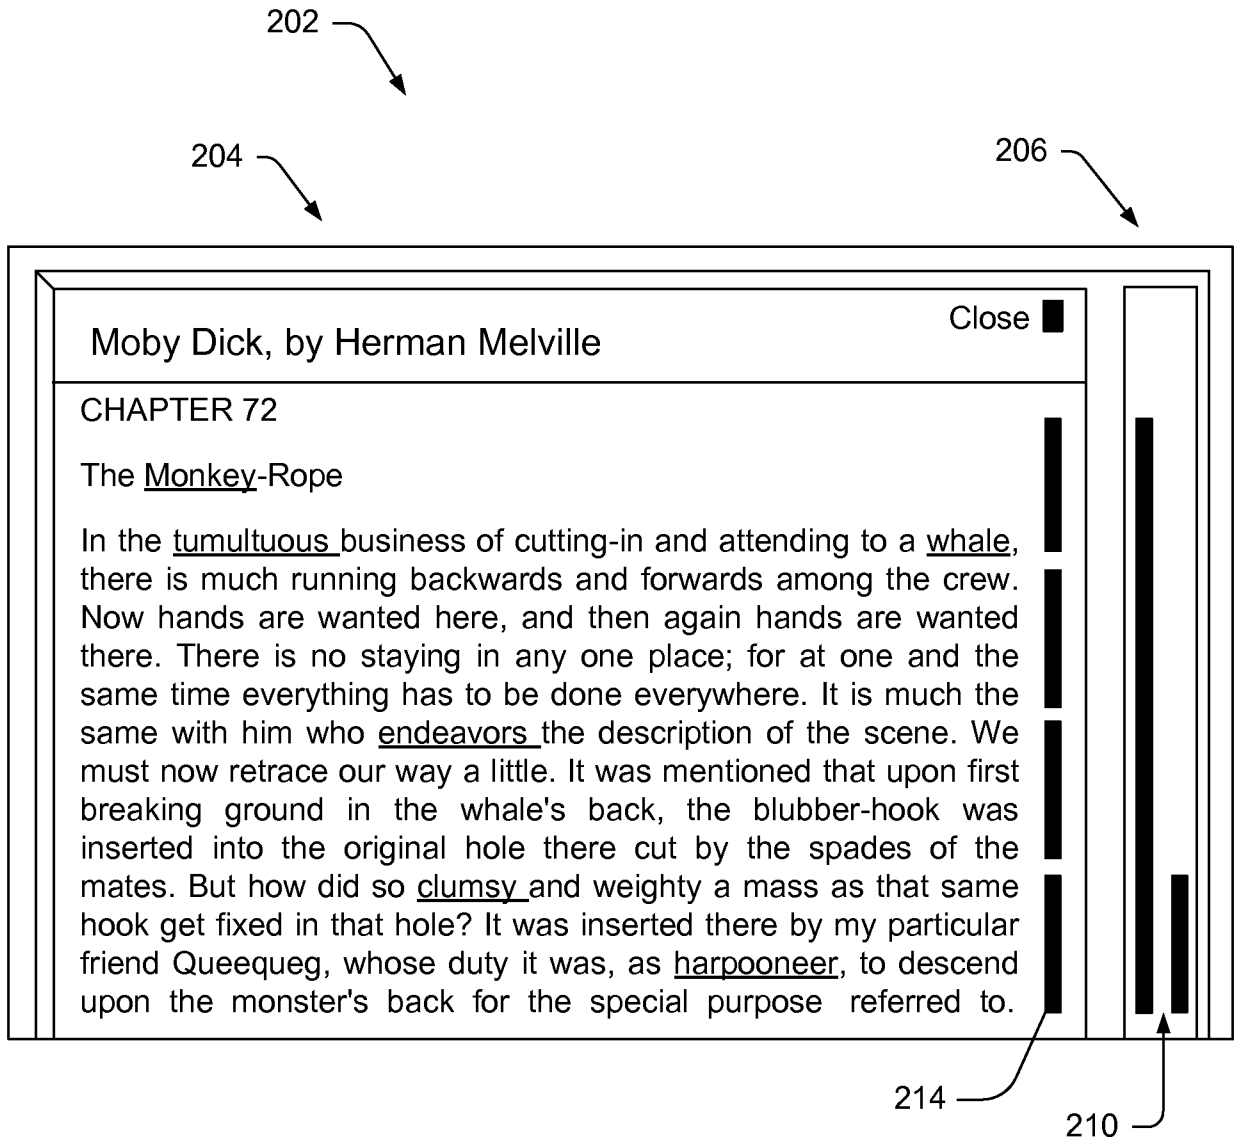 202
204
206
Close
Moby Dick, by Herman Melville
CHAPTER 72
The Monkey-Rope
In the tumultuous business of cutting-in and attending to a whale,
there is much running backwards and forwards among the crew.
Now hands are wanted here, and then again hands are wanted
there. There is no staying in any one place; for at one and the
same time everything has to be done everywhere. It is much the
same with him who endeavors the description of the scene. We
must now retrace our way a little. It was mentioned that upon first
breaking ground in the whale's back, the blubber-hook was
inserted into the original hole there cut by the spades of the
mates. But how did so clumsy and weighty a mass as that same
hook get fixed in that hole? It was inserted there by my particular
friend Queequeg, whose duty it was, as harpooneer, to descend
upon the monster's back for the special purpose referred to.
214
210